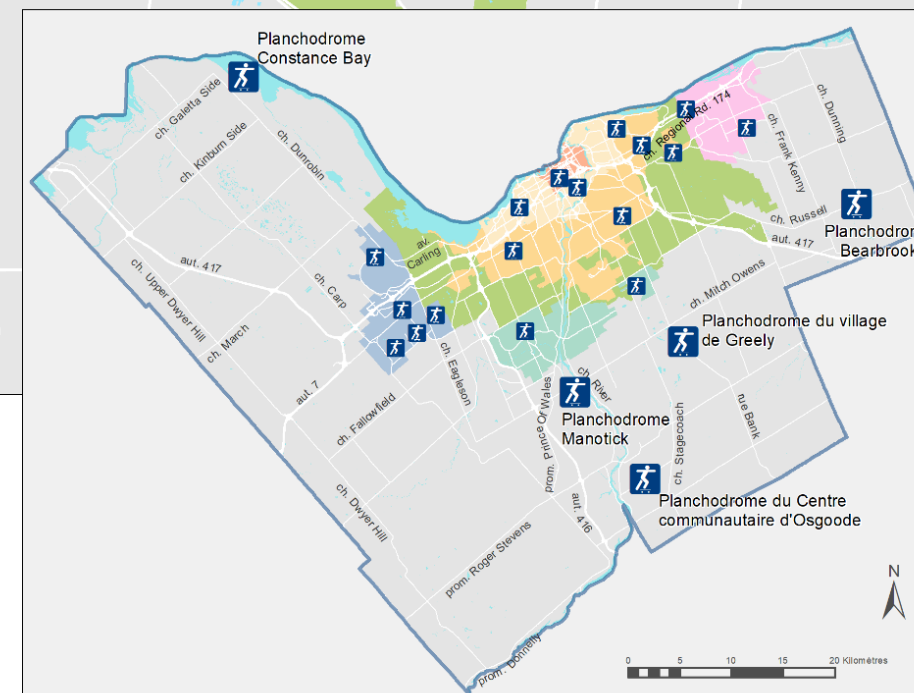 Planchodrome
Constance Bay
ch. Galetta Side
ch. Kinburn Side
ch. Dunrobin
ch. Regional Rd. 174
ch. Dunning
ch. Frank Kenny
ch. Russell
aut. 417
Bearbrook
av.
Carling
aut. 417
ch. Upper Dwyer Hill
ch. Carp
ch. March
ch. Mitch Owens
Planchodrome du village
de Greely
aut. 7
ch. Eagleson
ch. Fallowfield
prom. Prince Of Wales
ch. River
Planchodrome
Manotick
ch. Stagecoach
rue Bank
ch. Dwyer Hill
aut. 416
Planchodrome du Centre
communautaire d'Osgoode
prom. Roger Stevens
prom. Donnelly
N
0 5 10 15 20 Kilomètres